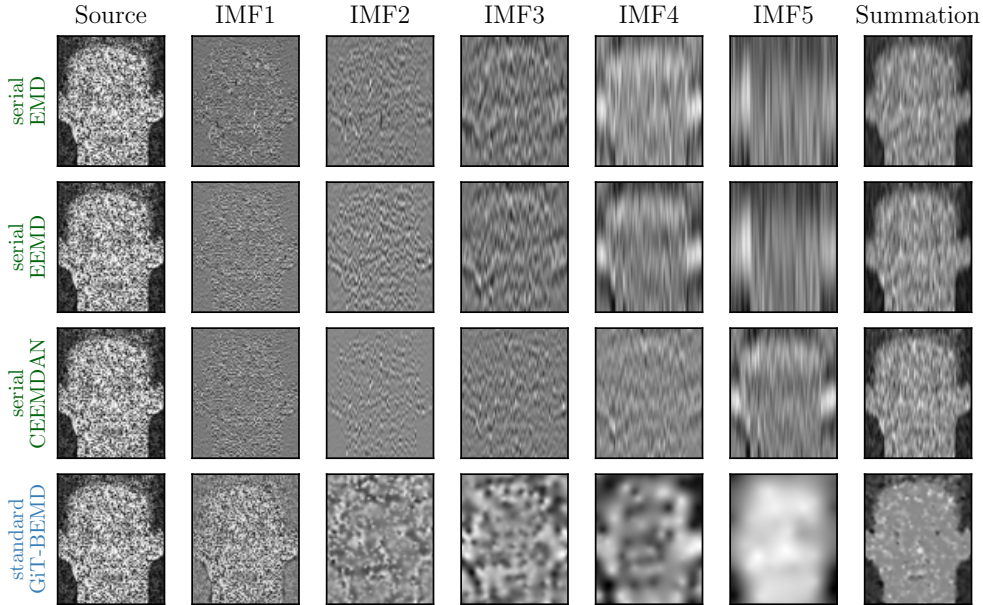 Source IMF1 IMF2 IMF3 IMF4 IMF5 Summation
serial
EMD
serial
EEMD
serial
CEEMDAN
standard
GiT-BEMD